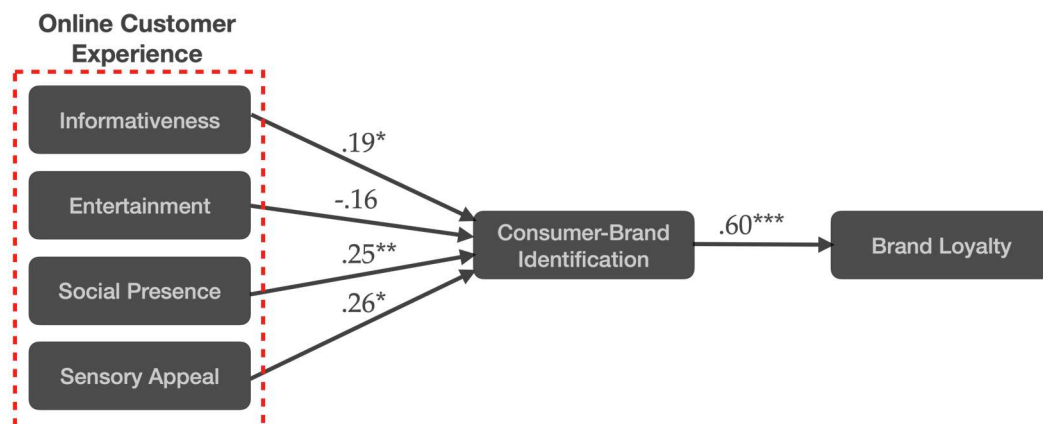 Online Customer
Experience
Informativeness
.19*
Entertainment
-.16
Consumer-Brand
Identification
.60***
Brand Loyalty
.25**
Social Presence
.26*
Sensory Appeal